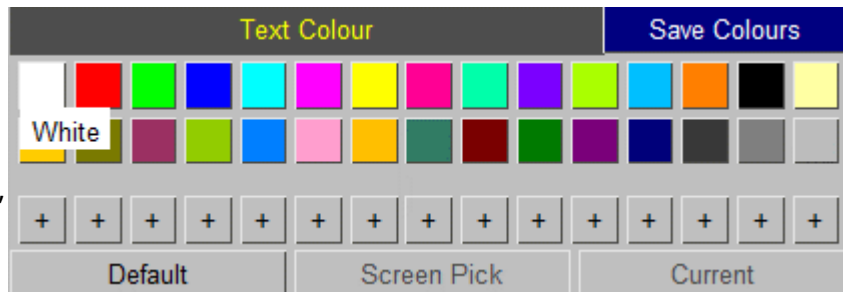 Text Colour Save Colours
White
+ + + + + + + + + + + + + + +
Default Screen Pick Current